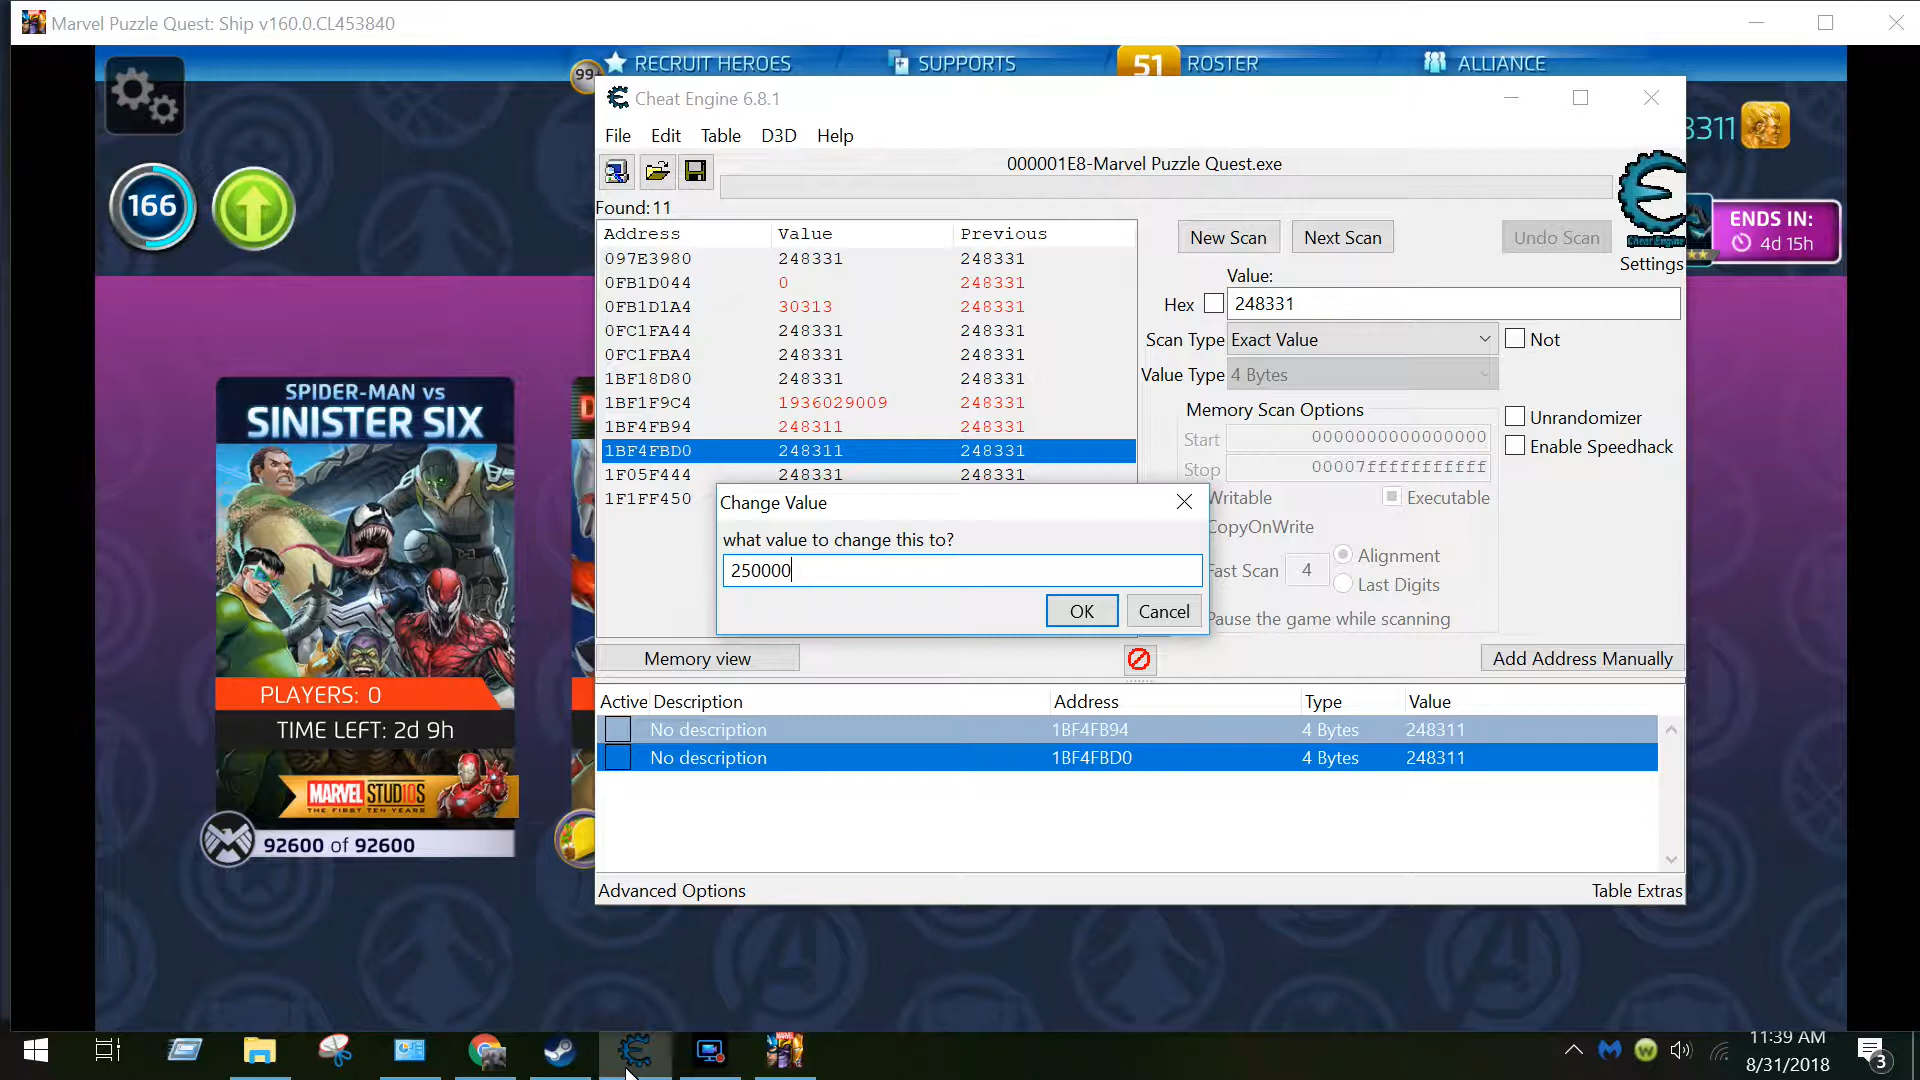 Marvel Puzzle Quest: Ship v160.0.CL453840
99+
RECRUIT HEROES
SUPPORTS
51 ROSTER
ALLIANCE
Cheat Engine 6.8.1
8311
File Edit Table D3D Help
000001E8-Marvel Puzzle Quest.exe
Found: 11
166
Address Value Previous
097E3980 248331 248331
0FB1D044 0 248331
0FB1D1A4 30313 248331
0FC1FA44 248331 248331
0FC1FBA4 248331 248331
1BF18D80 248331 248331
1BF1F9C4 1936029009 248331
1BF4FB94 248311 248331
1BF4FBD0 248311 248331
1F05F444 248331 248331
1F1FF450
New Scan Next Scan Undo Scan
Cheat Engine
Settings
ENDS IN:
4d 15h
Value:
Hex 248331
Scan Type Exact Value Not
Value Type 4 Bytes
Memory Scan Options
Start 0000000000000000
Stop 00007fffffffffff
Writable Executable
CopyOnWrite
Fast Scan 4 Alignment
Last Digits
Pause the game while scanning
Unrandomizer
Enable Speedhack
Change Value
what value to change this to?
250000
OK Cancel
Memory view
Add Address Manually
Active Description Address Type Value
No description 1BF4FB94 4 Bytes 248311
No description 1BF4FBD0 4 Bytes 248311
Advanced Options Table Extras
SPIDER-MAN vs
SINISTER SIX
PLAYERS: 0
TIME LEFT: 2d 9h
MARVEL STUDIOS
THE FIRST TEN YEARS
92600 of 92600
11:39 AM
8/31/2018
3